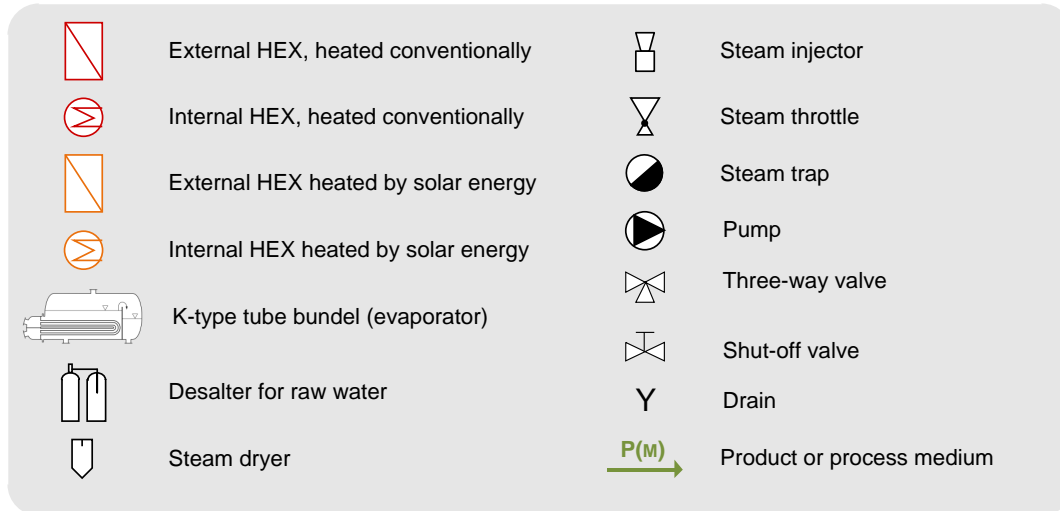 External HEX, heated conventionally
Internal HEX, heated conventionally
External HEX heated by solar energy
Internal HEX heated by solar energy
K-type tube bundel (evaporator)
Desalter for raw water
Steam dryer
Steam injector
Steam throttle
Steam trap
Pump
Three-way valve
Shut-off valve
Y Drain
P(M) Product or process medium